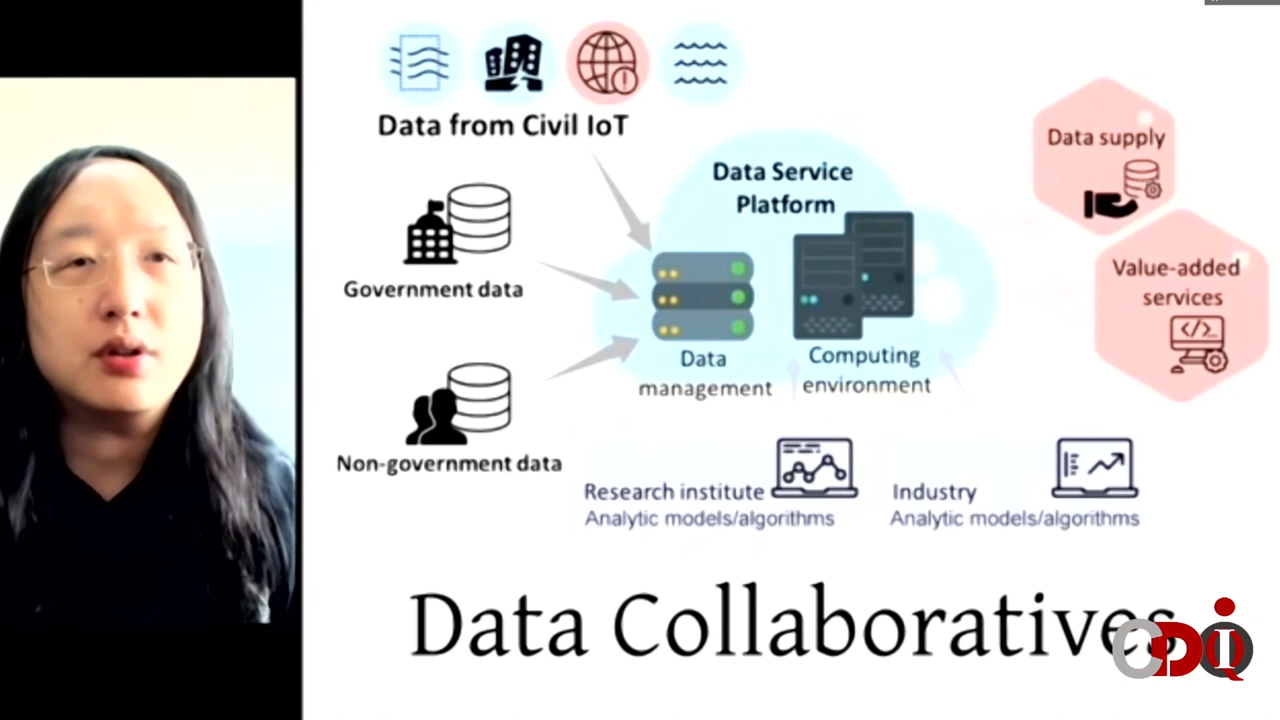 Data from Civil IoT
Government data
Non-government data
Data Service
Platform
Data
management
Computing
environment
Data supply
Value-added
services
</>
Research institute
Analytic models/algorithms
Industry
Analytic models/algorithms
Data Collaboratives
CDIQ